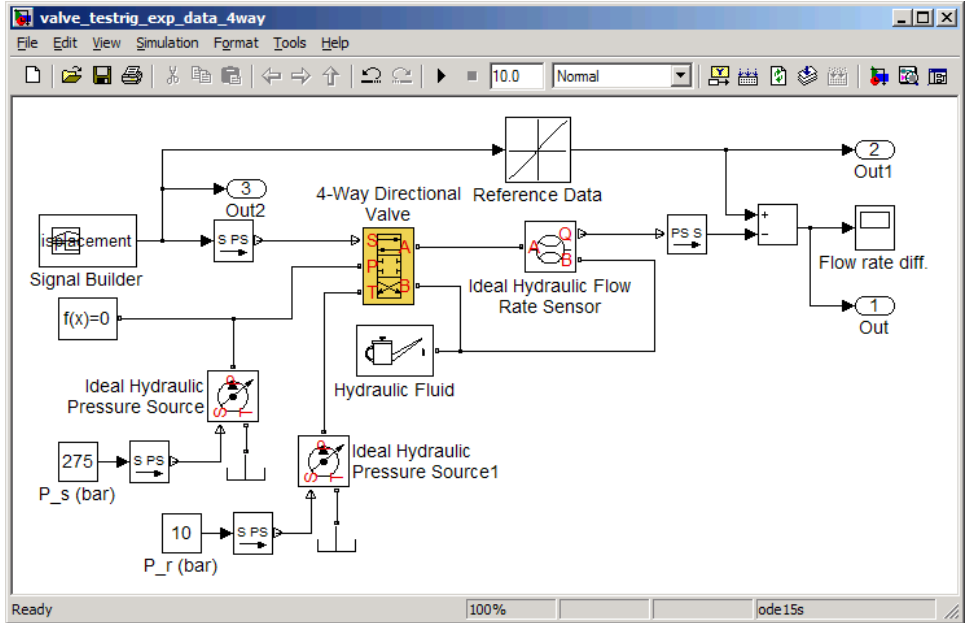 valve_testrig_exp_data_4way
File Edit View Simulation Format Tools Help
10.0 Normal
2
Out1
Reference Data
3
Out2
4-Way Directional
Valve
isplacement
Signal Builder
S PS
S A
P
T B
A Q
B
Ideal Hydraulic Flow
Rate Sensor
PS S
+
−
Flow rate diff.
1
Out
f(x)=0
Hydraulic Fluid
Ideal Hydraulic
Pressure Source
S P T
275
P_s (bar)
S PS
Ideal Hydraulic
Pressure Source1
S P T
10
P_r (bar)
S PS
Ready 100% ode15s